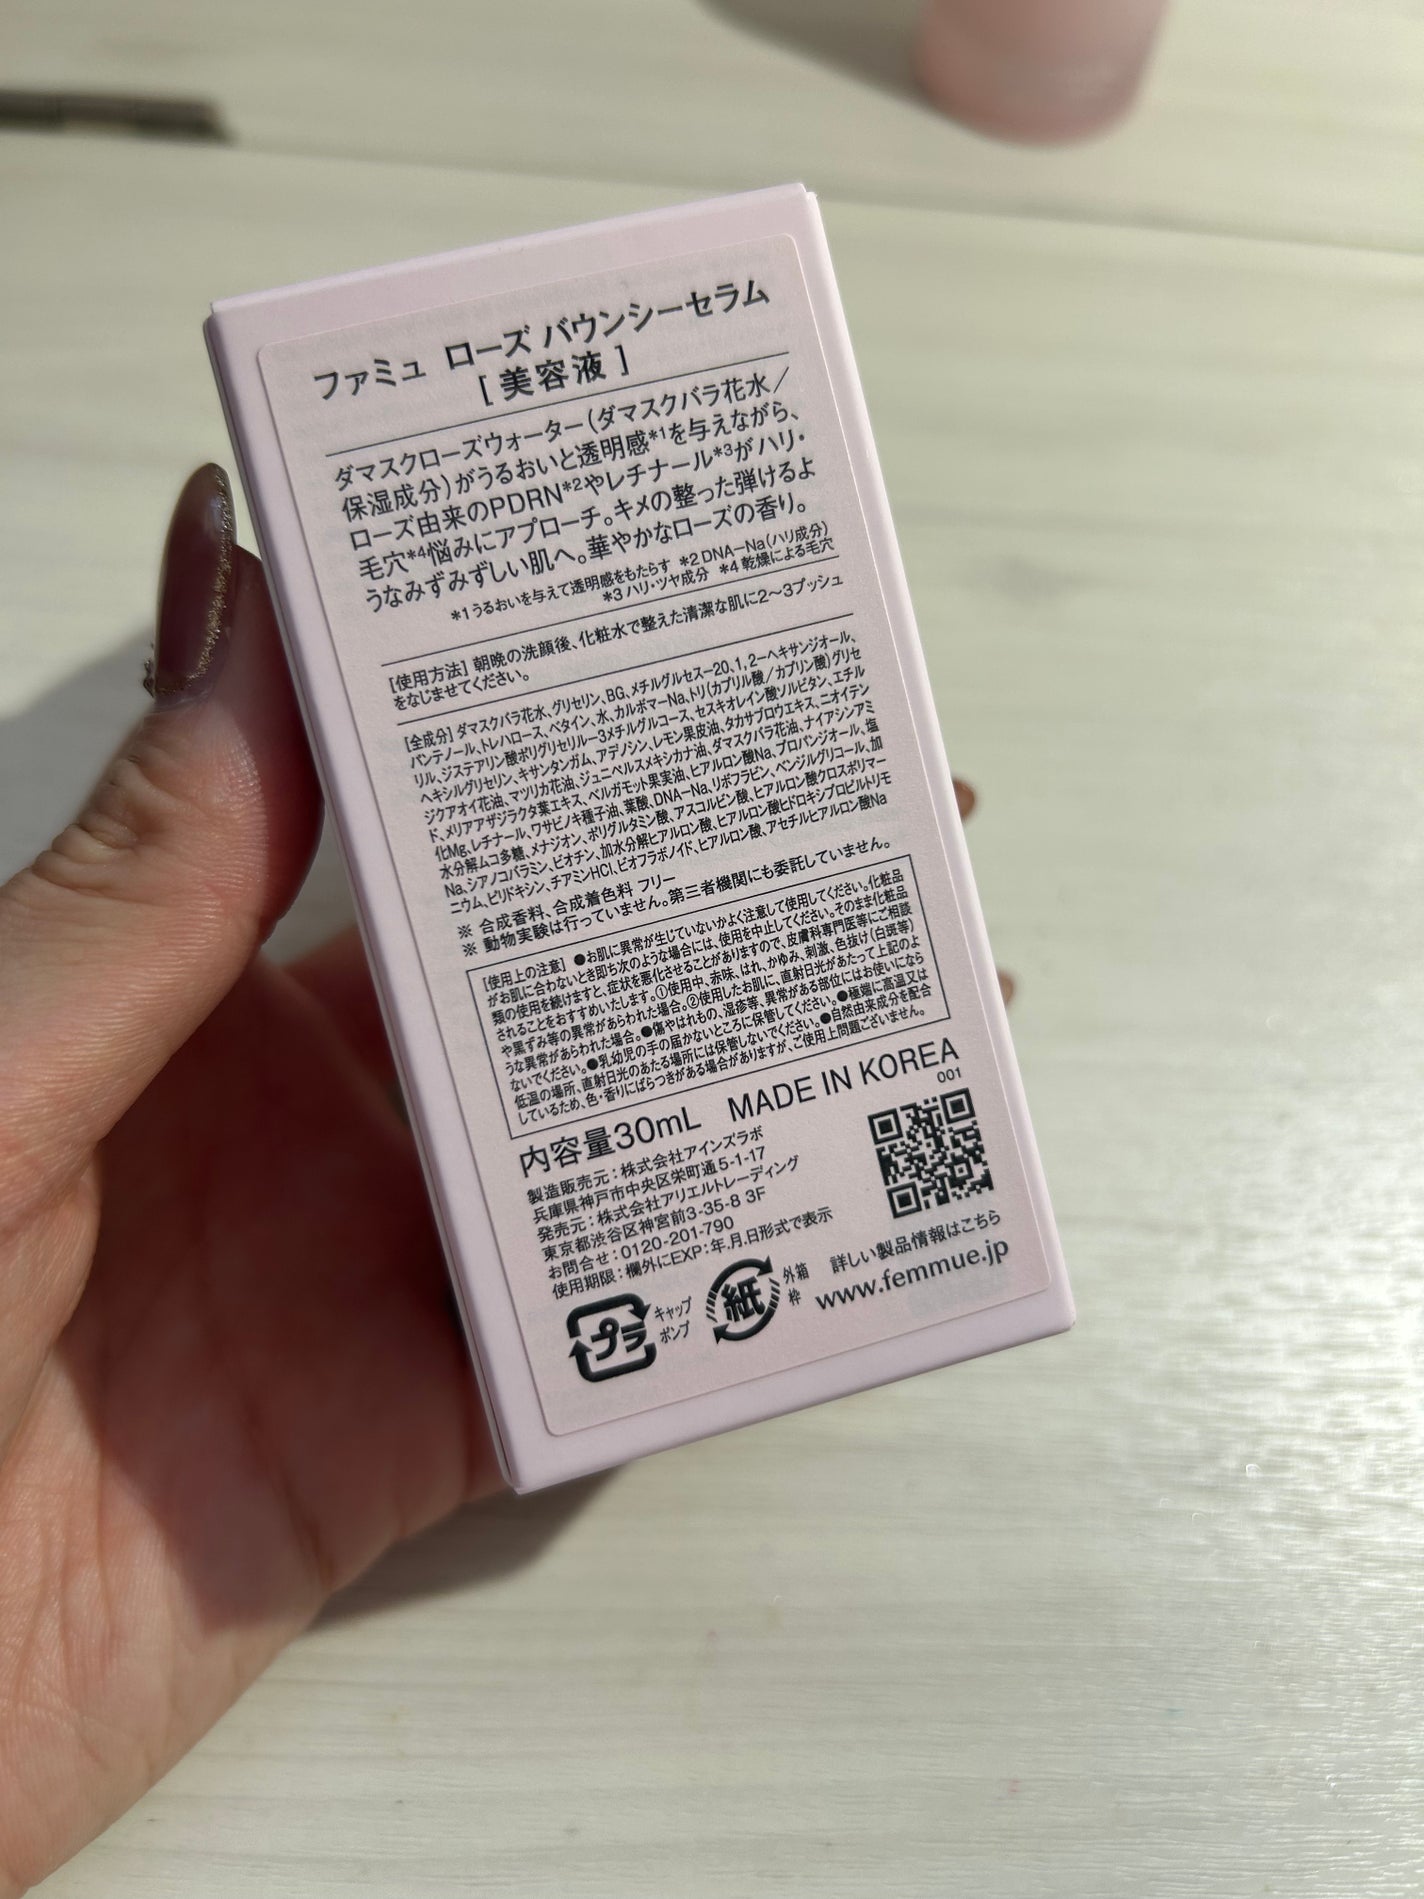 ファミュ ローズ バウンシーセラム
[ 美容液 ]
ダマスクローズウォーター(ダマスクバラ花水／
保湿成分)がうるおいと透明感*1を与えながら、
ローズ由来のPDRN*2やレチナール*3がハリ・
毛穴*4悩みにアプローチ。キメの整った弾けるよ
うなみずみずしい肌へ。華やかなローズの香り。
*1 うるおいを与えて透明感をもたらす *2 DNA-Na(ハリ成分)
*3 ハリ・ツヤ成分 *4 乾燥による毛穴
[使用方法] 朝晩の洗顔後、化粧水で整えた清潔な肌に2〜3プッシュ
をなじませてください。
[全成分] ダマスクバラ花水、グリセリン、BG、メチルグルセス-20、1,2-ヘキサンジオール、
パンテノール、トレハロース、ベタイン、水、カルボマーNa、トリ(カプリル酸／カプリン酸)グリセ
リル、ジステアリン酸ポリグリセリル-3メチルグルコース、セスキオレイン酸ソルビタン、エチル
ヘキシルグリセリン、キサンタンガム、アデノシン、レモン果皮油、タカサブロウエキス、ニオイテン
ジクアオイ花油、マツリカ花油、ジュニペルスメキシカナ油、ダマスクバラ花油、ナイアシンアミ
ド、メリアアザジラクタ葉エキス、ベルガモット果実油、ヒアルロン酸Na、プロパンジオール、塩
化Mg、レチナール、ワサビノキ種子油、葉酸、DNA-Na、リボフラビン、ベンジルグリコール、加
水分解ムコ多糖、メナジオン、ポリグルタミン酸、アスコルビン酸、ヒアルロン酸クロスポリマー
Na、シアノコバラミン、ビオチン、加水分解ヒアルロン酸、ヒアルロン酸ヒドロキシプロピルトリモ
ニウム、ピリドキシン、チアミンHCl、ビオフラボノイド、ヒアルロン酸、アセチルヒアルロン酸Na
※ 合成香料、合成着色料 フリー
※ 動物実験は行っていません。第三者機関にも委託していません。
[使用上の注意] ●お肌に異常が生じていないかよく注意して使用してください。化粧品
がお肌に合わないとき即ち次のような場合には、使用を中止してください。そのまま化粧品
類の使用を続けますと、症状を悪化させることがありますので、皮膚科専門医等にご相談
されることをおすすめいたします。①使用中、赤味、はれ、かゆみ、刺激、色抜け(白斑等)
や黒ずみ等の異常があらわれた場合。②使用したお肌に、直射日光があたって上記のよ
うな異常があらわれた場合。●傷やはれもの、湿疹等、異常がある部位にはお使いになら
ないでください。●乳幼児の手の届かないところに保管してください。●極端に高温又は
低温の場所、直射日光のあたる場所には保管しないでください。●自然由来成分を配合
しているため、色・香りにばらつきがある場合がありますが、ご使用上問題ございません。
内容量30mL MADE IN KOREA
001
製造販売元：株式会社アインズラボ
兵庫県神戸市中央区栄町通5-1-17
発売元：株式会社アリエルトレーディング
東京都渋谷区神宮前3-35-8 3F
お問合せ：0120-201-790
使用期限：欄外にEXP：年.月.日形式で表示
詳しい製品情報はこちら
www.femmue.jp
プラ キャップ
ポンプ
紙 外箱
枠